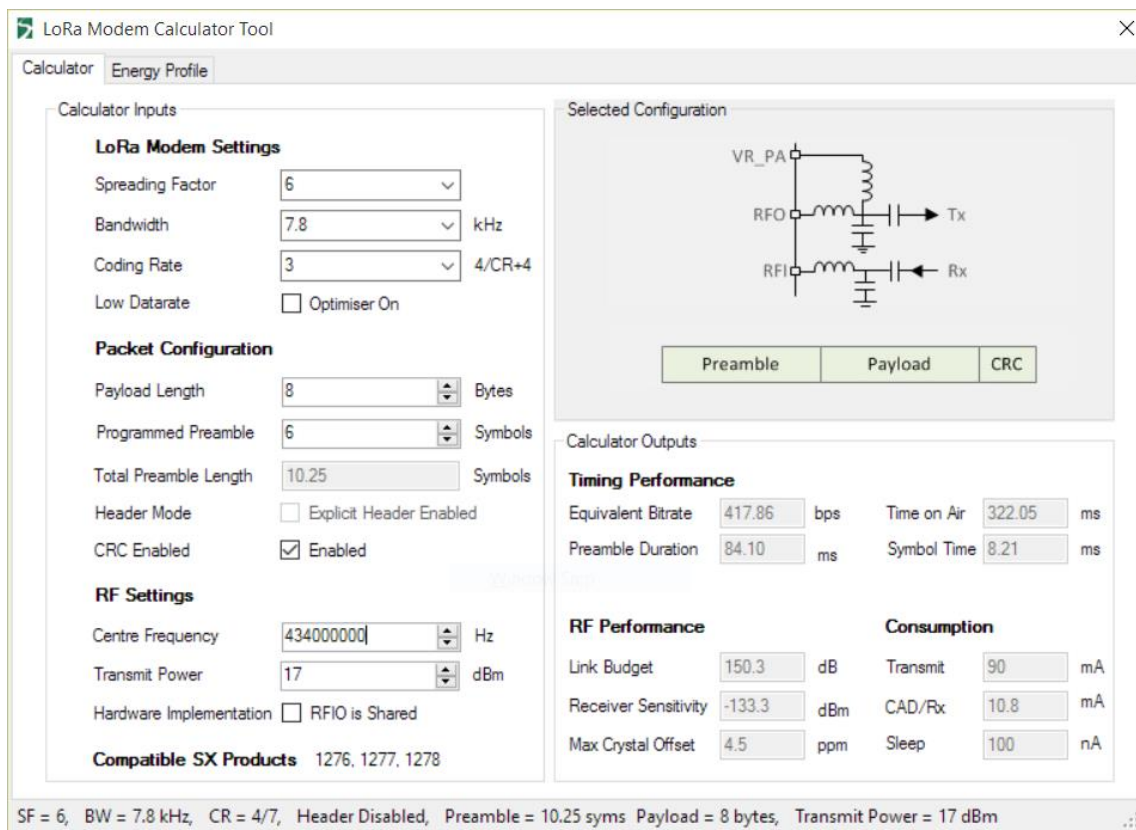 LoRa Modem Calculator Tool
Calculator Energy Profile
Calculator Inputs
LoRa Modem Settings
Spreading Factor 6
Bandwidth 7.8 kHz
Coding Rate 3 4/CR+4
Low Datarate Optimiser On
Packet Configuration
Payload Length 8 Bytes
Programmed Preamble 6 Symbols
Total Preamble Length 10.25 Symbols
Header Mode Explicit Header Enabled
CRC Enabled Enabled
RF Settings
Centre Frequency 434000000 Hz
Transmit Power 17 dBm
Hardware Implementation RFIO is Shared
Compatible SX Products 1276, 1277, 1278
Selected Configuration
VR_PA
RFO Tx
RFI Rx
Preamble Payload CRC
Calculator Outputs
Timing Performance
Equivalent Bitrate 417.86 bps Time on Air 322.05 ms
Preamble Duration 84.10 ms Symbol Time 8.21 ms
RF Performance Consumption
Link Budget 150.3 dB Transmit 90 mA
Receiver Sensitivity -133.3 dBm CAD/Rx 10.8 mA
Max Crystal Offset 4.5 ppm Sleep 100 nA
SF = 6, BW = 7.8 kHz, CR = 4/7, Header Disabled, Preamble = 10.25 syms Payload = 8 bytes, Transmit Power = 17 dBm